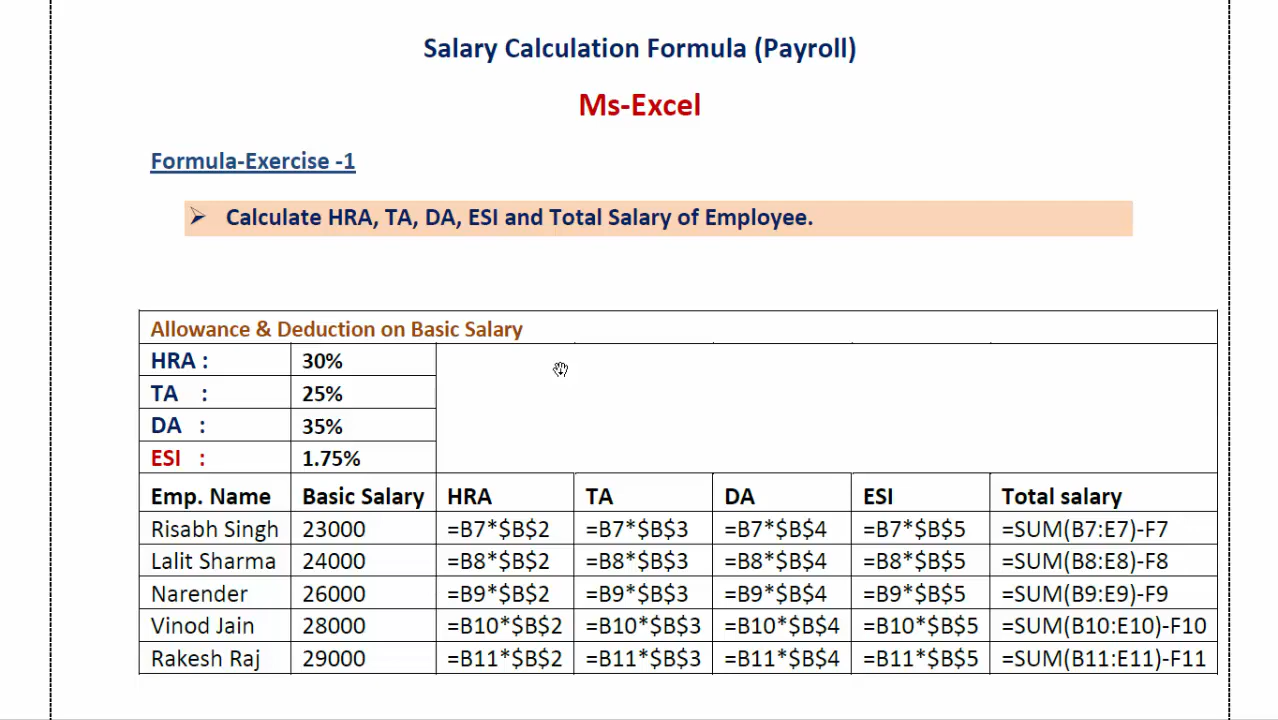 Salary Calculation Formula (Payroll)
Ms-Excel
Formula-Exercise -1
➢ Calculate HRA, TA, DA, ESI and Total Salary of Employee.
Allowance & Deduction on Basic Salary
HRA : 30%
TA : 25%
DA : 35%
ESI : 1.75%
Emp. Name Basic Salary HRA TA DA ESI Total salary
Risabh Singh 23000 =B7*$B$2 =B7*$B$3 =B7*$B$4 =B7*$B$5 =SUM(B7:E7)-F7
Lalit Sharma 24000 =B8*$B$2 =B8*$B$3 =B8*$B$4 =B8*$B$5 =SUM(B8:E8)-F8
Narender 26000 =B9*$B$2 =B9*$B$3 =B9*$B$4 =B9*$B$5 =SUM(B9:E9)-F9
Vinod Jain 28000 =B10*$B$2 =B10*$B$3 =B10*$B$4 =B10*$B$5 =SUM(B10:E10)-F10
Rakesh Raj 29000 =B11*$B$2 =B11*$B$3 =B11*$B$4 =B11*$B$5 =SUM(B11:E11)-F11